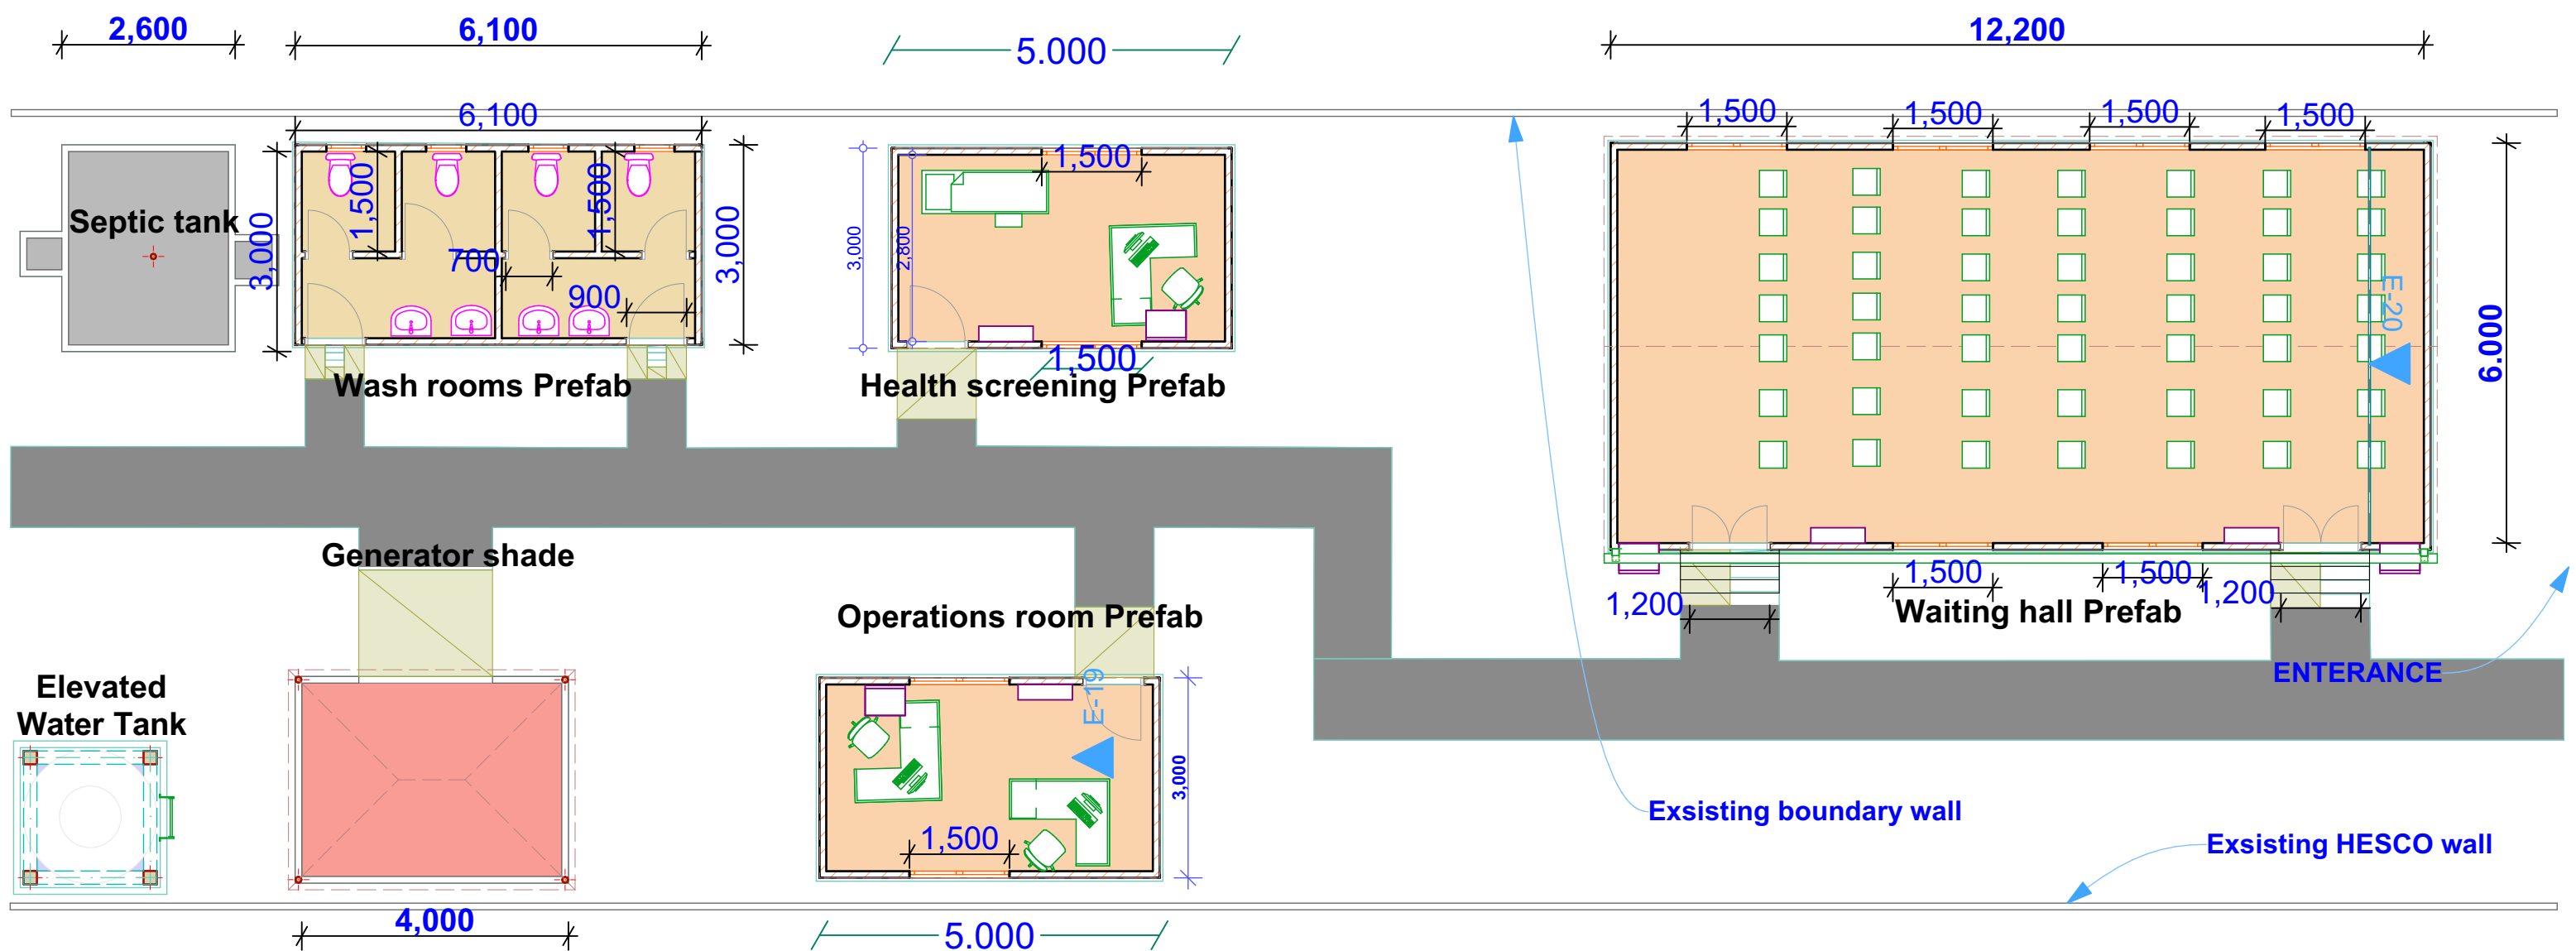 2,600
6,100
5.000
12,200
6,100
1,500
1,500
1,500
1,500
1,500
1,500
1,500
Septic tank
3,000
3,000
3,000
2,800
700
900
E-20
6.000
1,500
Wash rooms Prefab
Health screening Prefab
Generator shade
1,500
1,500
1,200
1,200
Operations room Prefab
Waiting hall Prefab
ENTERANCE
Elevated
Water Tank
E-19
3,000
1,500
Exsisting boundary wall
Exsisting HESCO wall
4,000
5.000